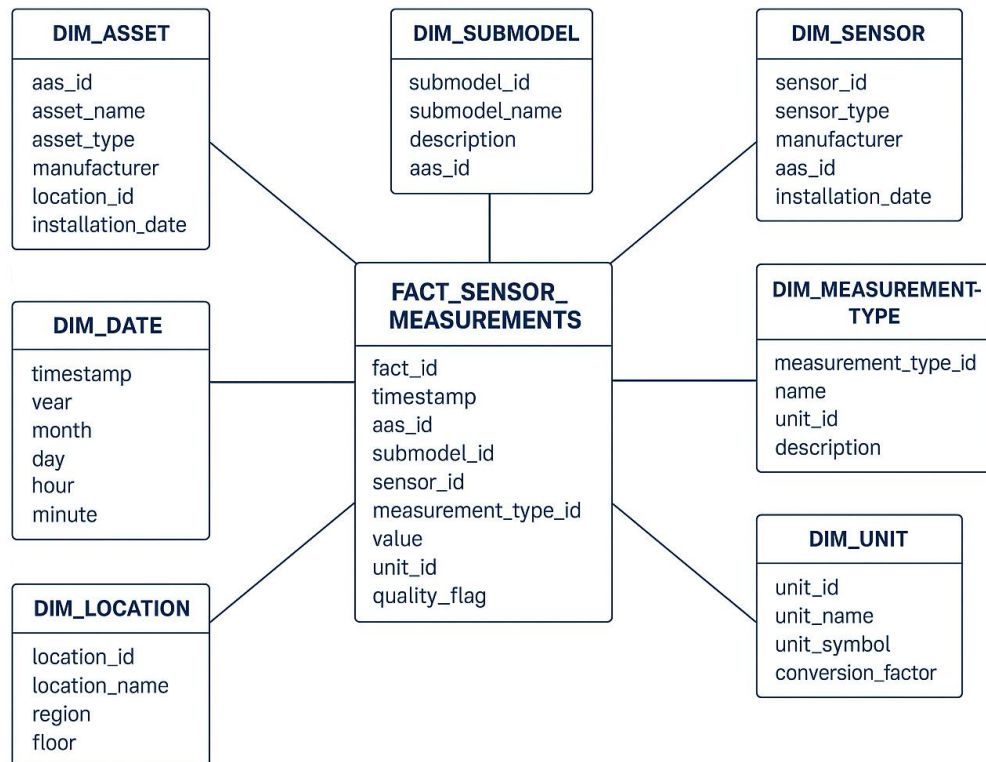 DIM_ASSET
aas_id
asset_name
asset_type
manufacturer
location_id
installation_date
DIM_SUBMODEL
submodel_id
submodel_name
description
aas_id
DIM_SENSOR
sensor_id
sensor_type
manufacturer
aas_id
installation_date
DIM_DATE
timestamp
vear
month
day
hour
minute
FACT_SENSOR_
MEASUREMENTS
fact_id
timestamp
aas_id
submodel_id
sensor_id
measurement_type_id
value
unit_id
quality_flag
DIM_MEASUREMENT-
TYPE
measurement_type_id
name
unit_id
description
DIM_LOCATION
location_id
location_name
region
floor
DIM_UNIT
unit_id
unit_name
unit_symbol
conversion_factor